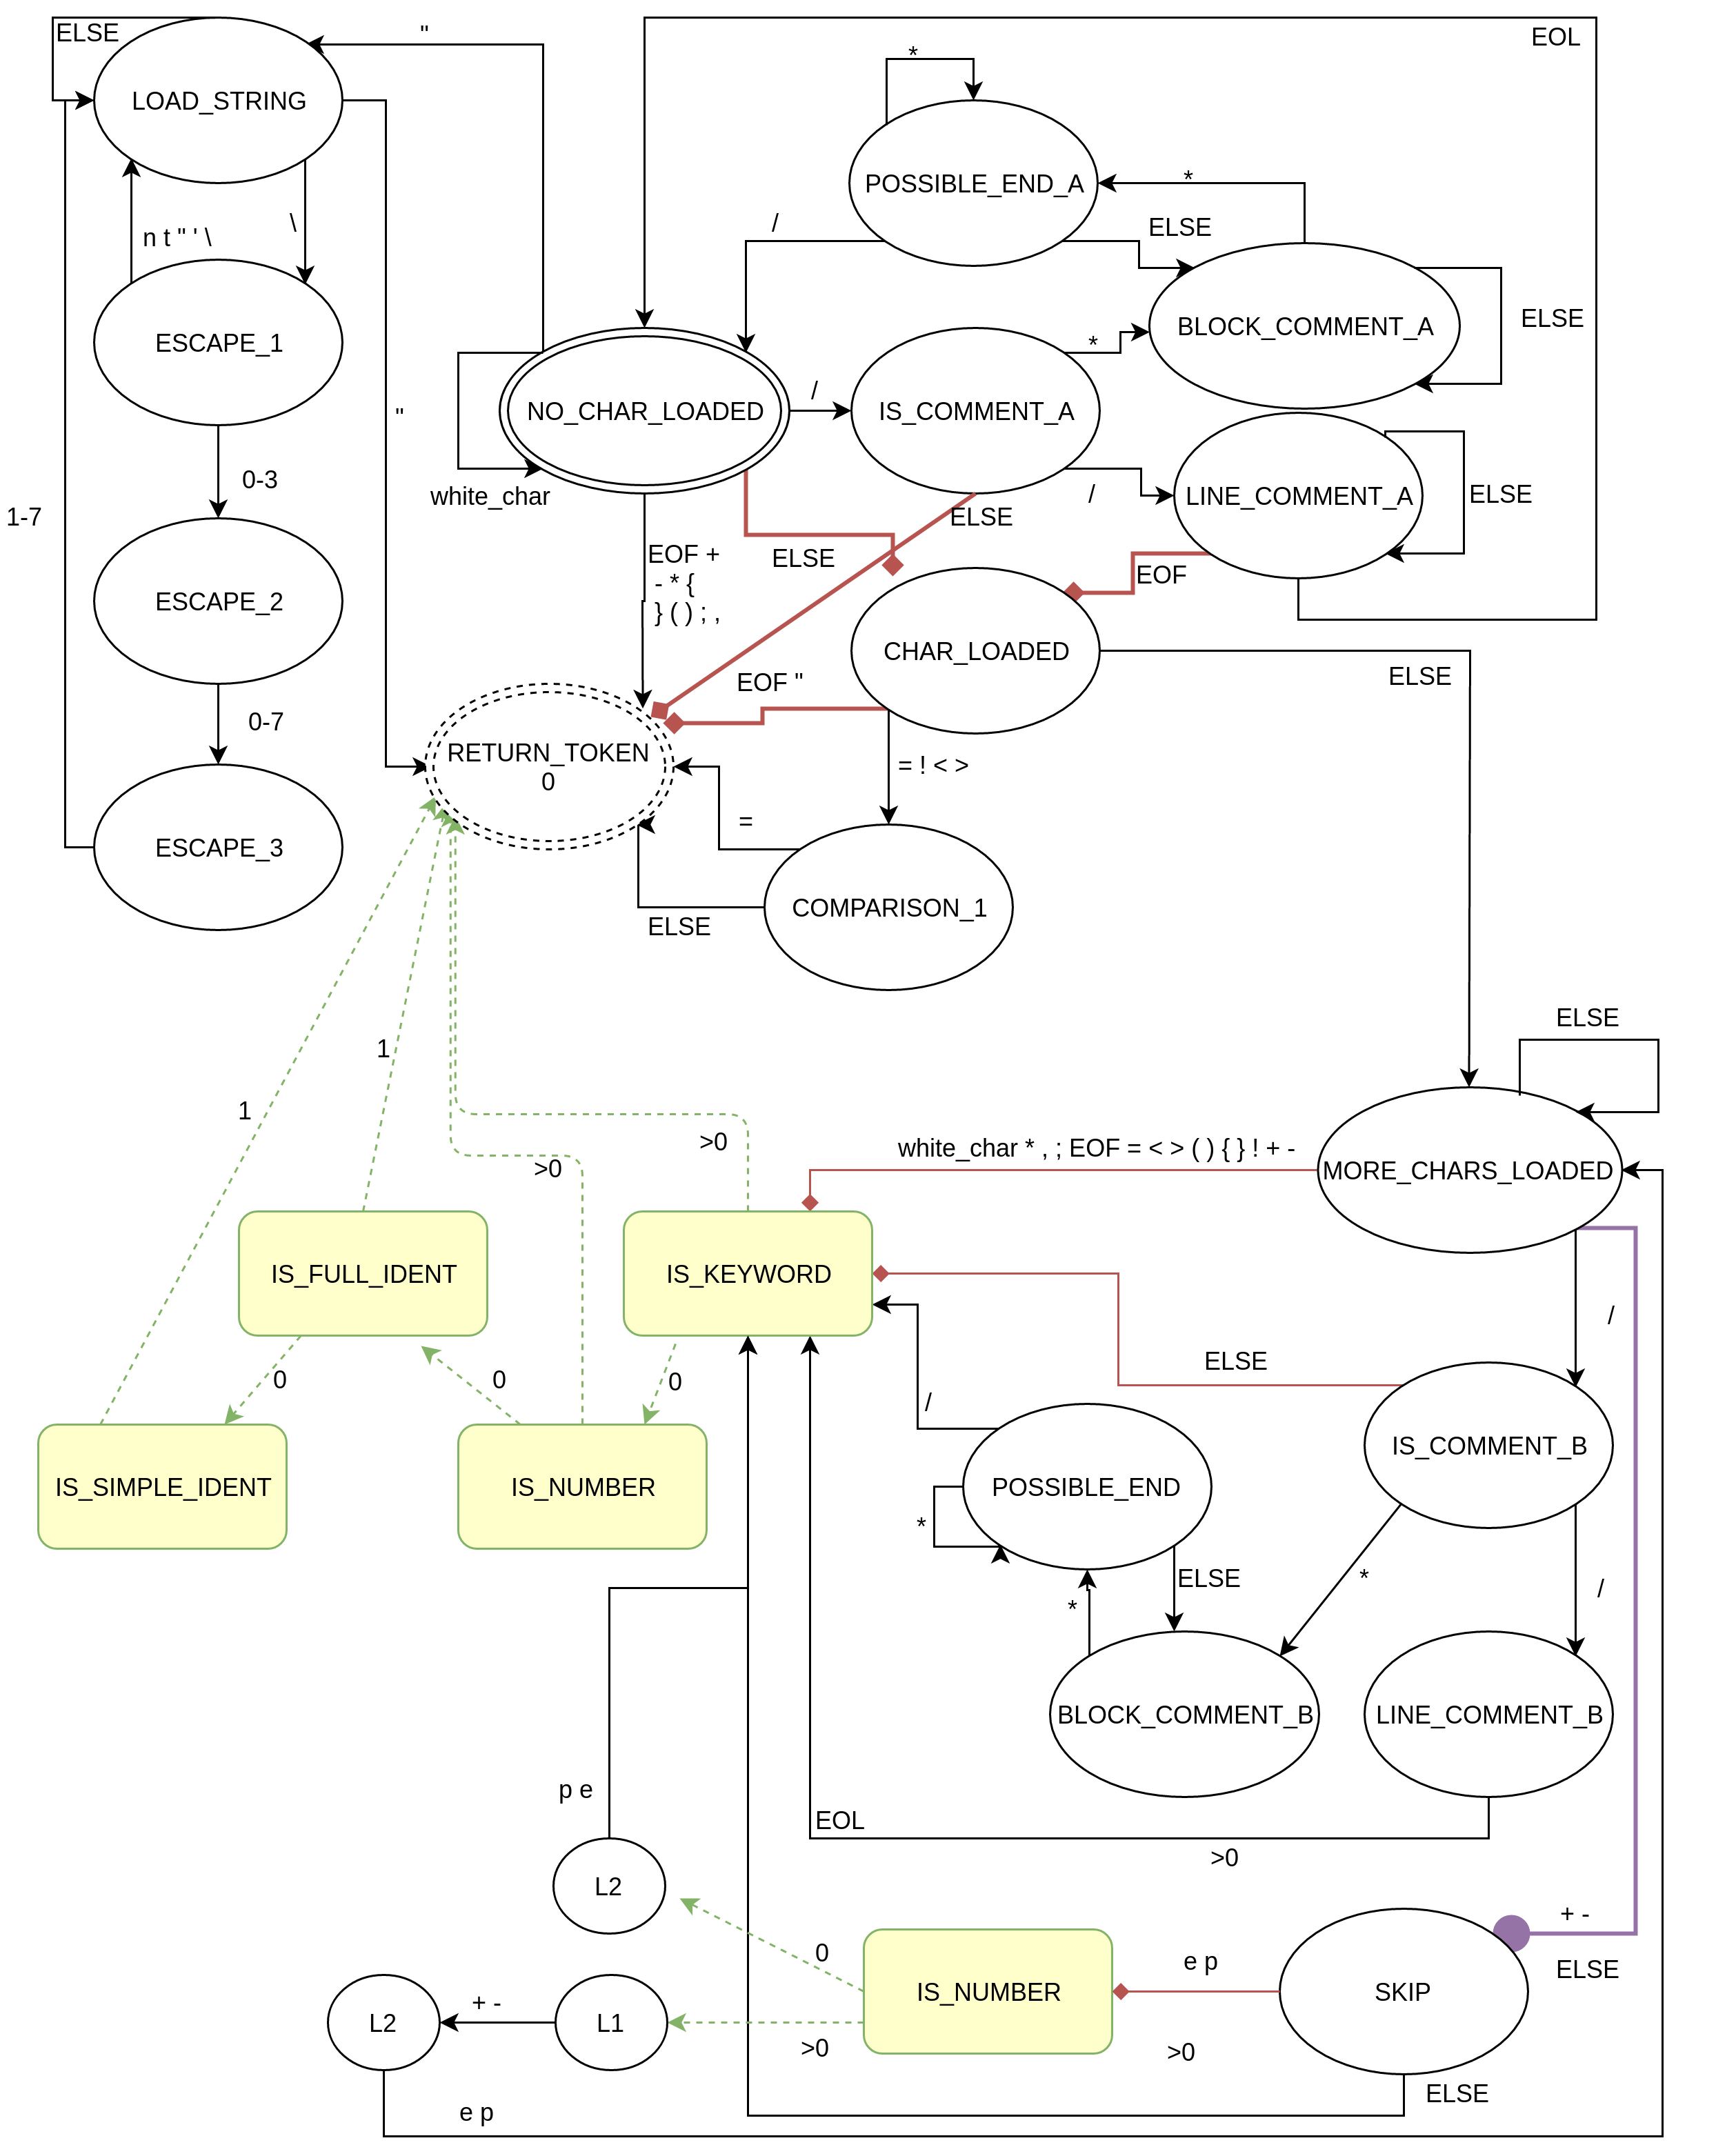 ELSE
"
EOL
*
LOAD_STRING
POSSIBLE_END_A
*
\
/
ELSE
n t " ' \
ELSE
BLOCK_COMMENT_A
ESCAPE_1
/
*
"
NO_CHAR_LOADED
IS_COMMENT_A
0-3
white_char
/
LINE_COMMENT_A
ELSE
1-7
ELSE
ELSE
EOF +
- * {
} ( ) ; ,
EOF
ESCAPE_2
CHAR_LOADED
ELSE
EOF "
0-7
RETURN_TOKEN
0
= ! < >
=
ESCAPE_3
COMPARISON_1
ELSE
ELSE
1
1
>0
white_char * , ; EOF = < > ( ) { } ! + -
>0
MORE_CHARS_LOADED
IS_FULL_IDENT
IS_KEYWORD
/
ELSE
0
0
0
/
IS_COMMENT_B
IS_SIMPLE_IDENT
IS_NUMBER
POSSIBLE_END
*
ELSE
*
/
*
BLOCK_COMMENT_B
LINE_COMMENT_B
p e
EOL
>0
L2
+ -
0
e p
ELSE
IS_NUMBER
SKIP
+ -
L2
L1
>0
>0
ELSE
e p